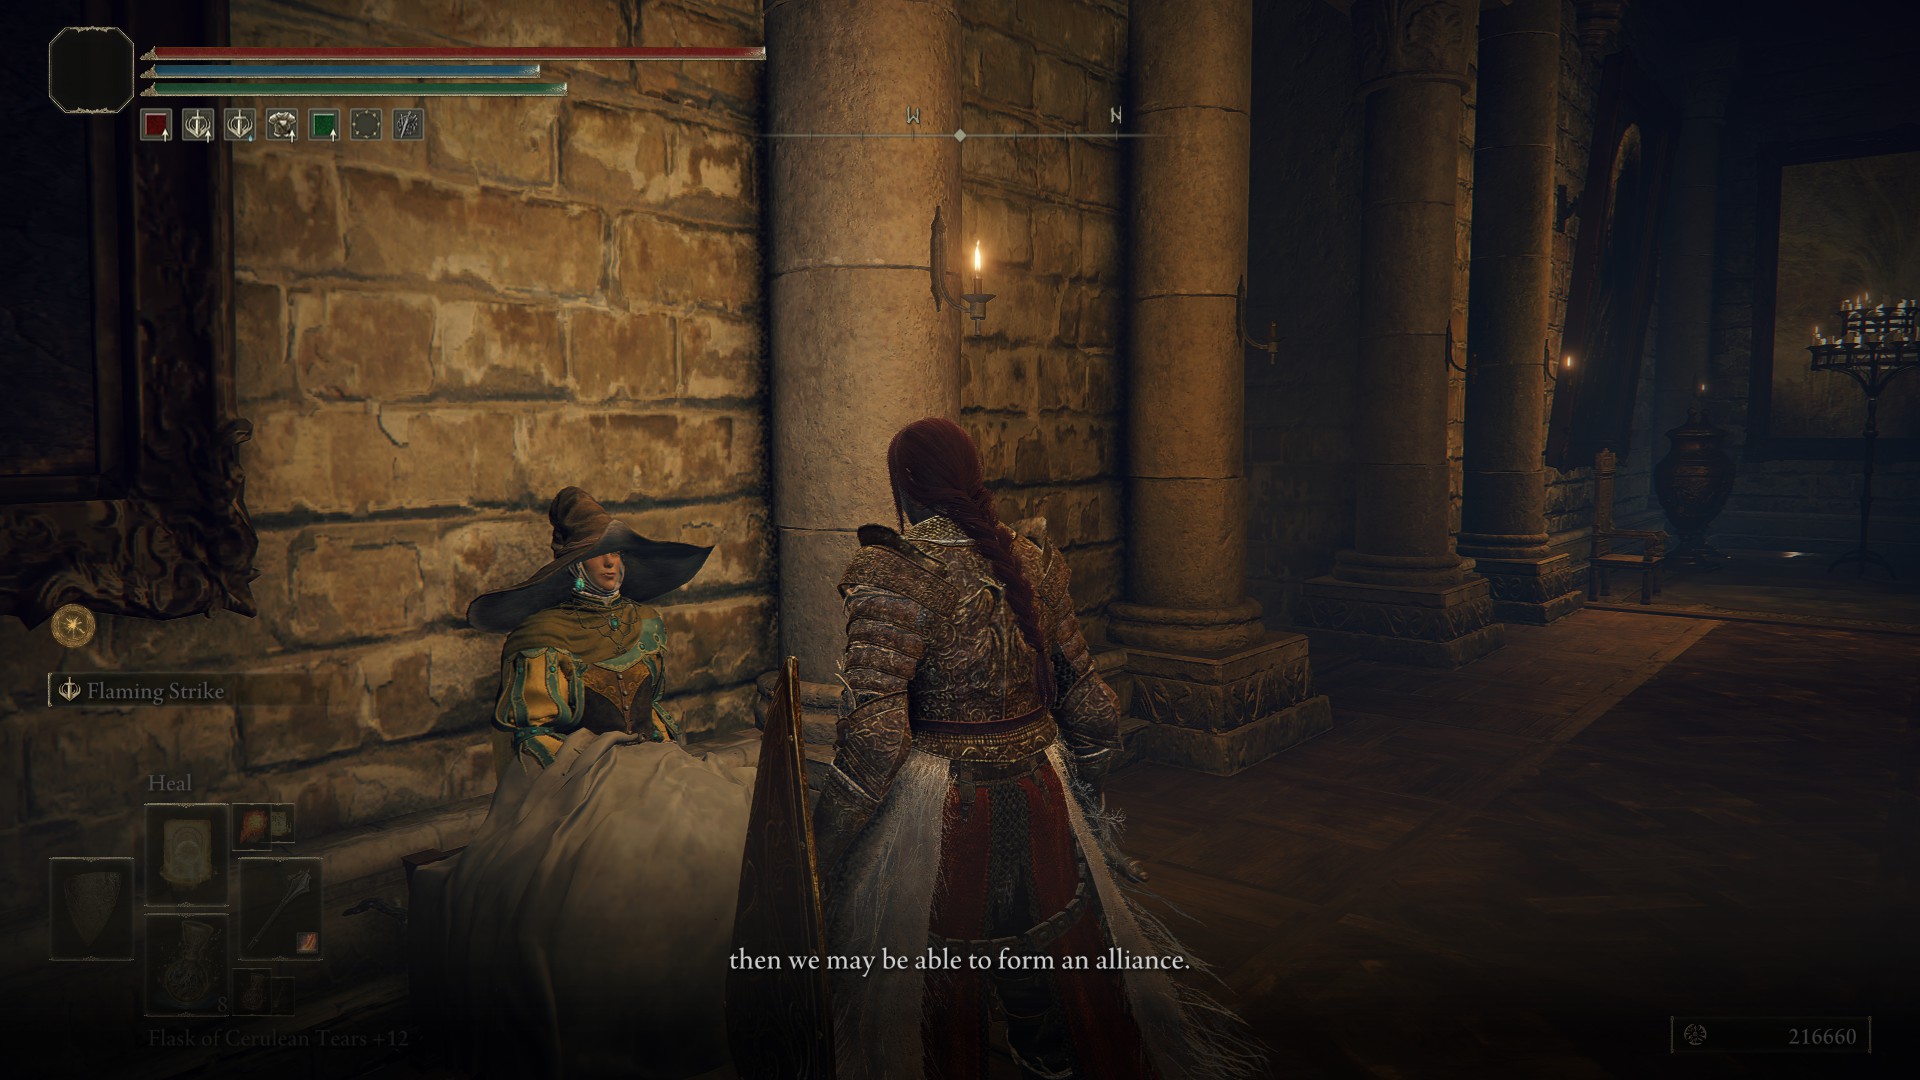 W
N
Flaming Strike
Heal
8
then we may be able to form an alliance.
Flask of Cerulean Tears +12
216660